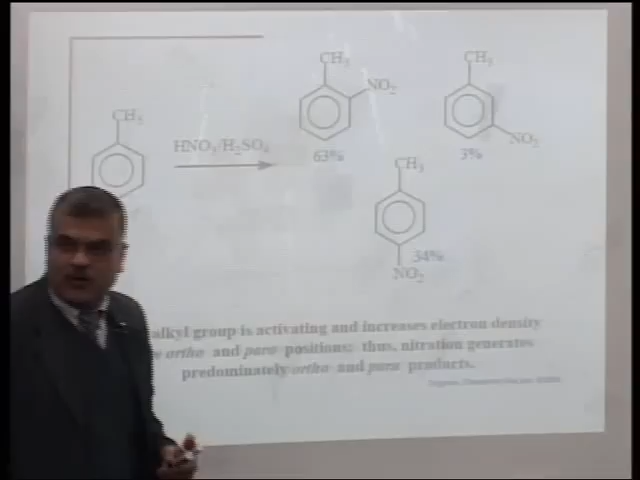 CH₃
CH₃
NO₂
CH₃
NO₂
HNO₃/H₂SO₄
63%
3%
CH₃
34%
NO₂
alkyl group is activating and increases electron density
ortho and para positions; thus, nitration generates
predominately ortho and para products.